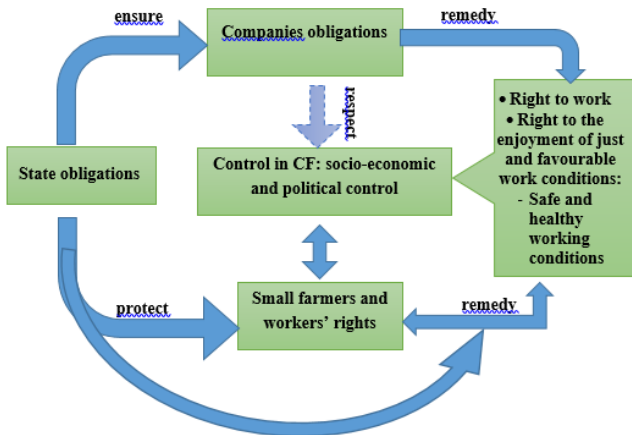 ensure
Companies obligations
remedy
respect
• Right to work
• Right to the
enjoyment of just
and favourable
work conditions:
- Safe and
healthy
working
conditions
State obligations
Control in CF: socio-economic
and political control
protect
Small farmers and
workers’ rights
remedy